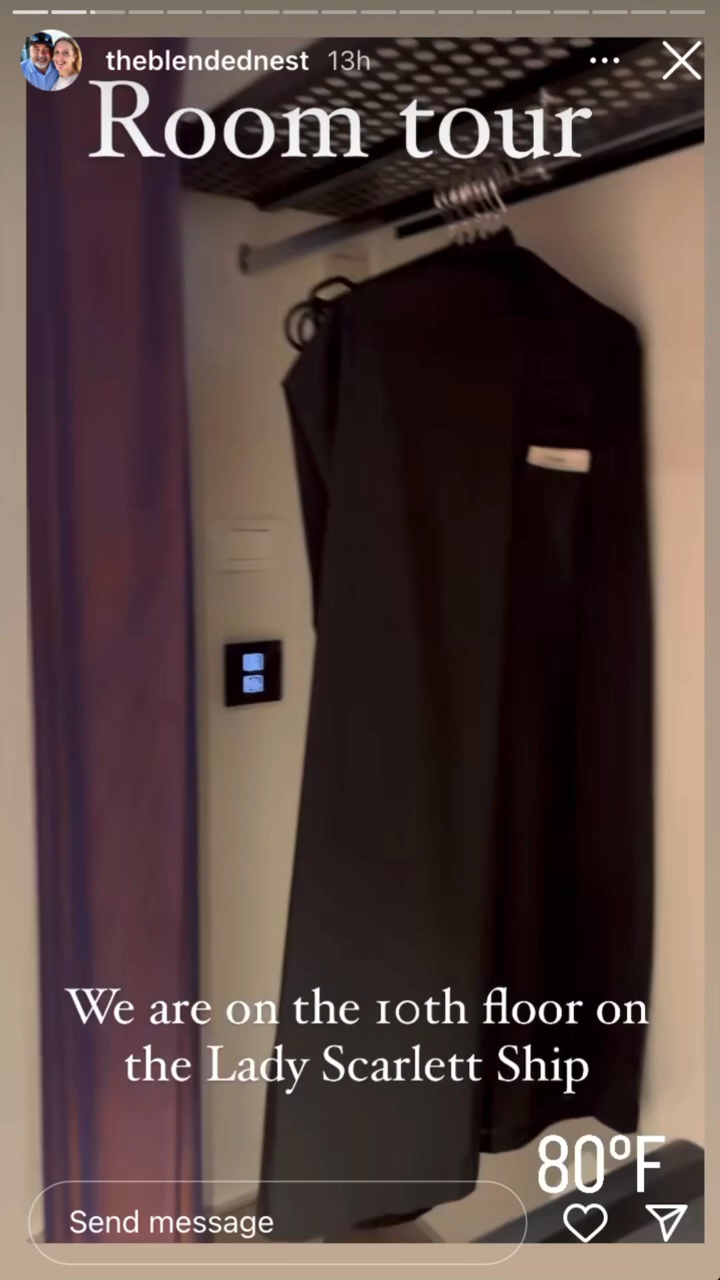 theblendednest 13h
Room tour
We are on the 10th floor on
the Lady Scarlett Ship
80°F
Send message